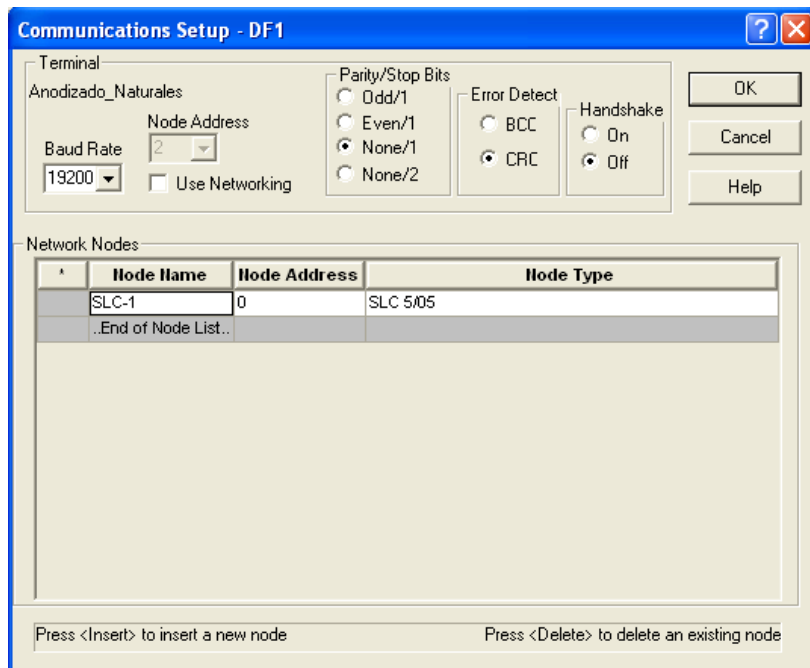 Communications Setup - DF1
Terminal
Anodizado_Naturales
Baud Rate
19200
Node Address
2
Use Networking
Parity/Stop Bits
Odd/1
Even/1
None/1
None/2
Error Detect
BCC
CRC
Handshake
On
Off
OK
Cancel
Help
Network Nodes
* Node Name Node Address Node Type
SLC-1 0 SLC 5/05
..End of Node List..
Press <Insert> to insert a new node Press <Delete> to delete an existing node